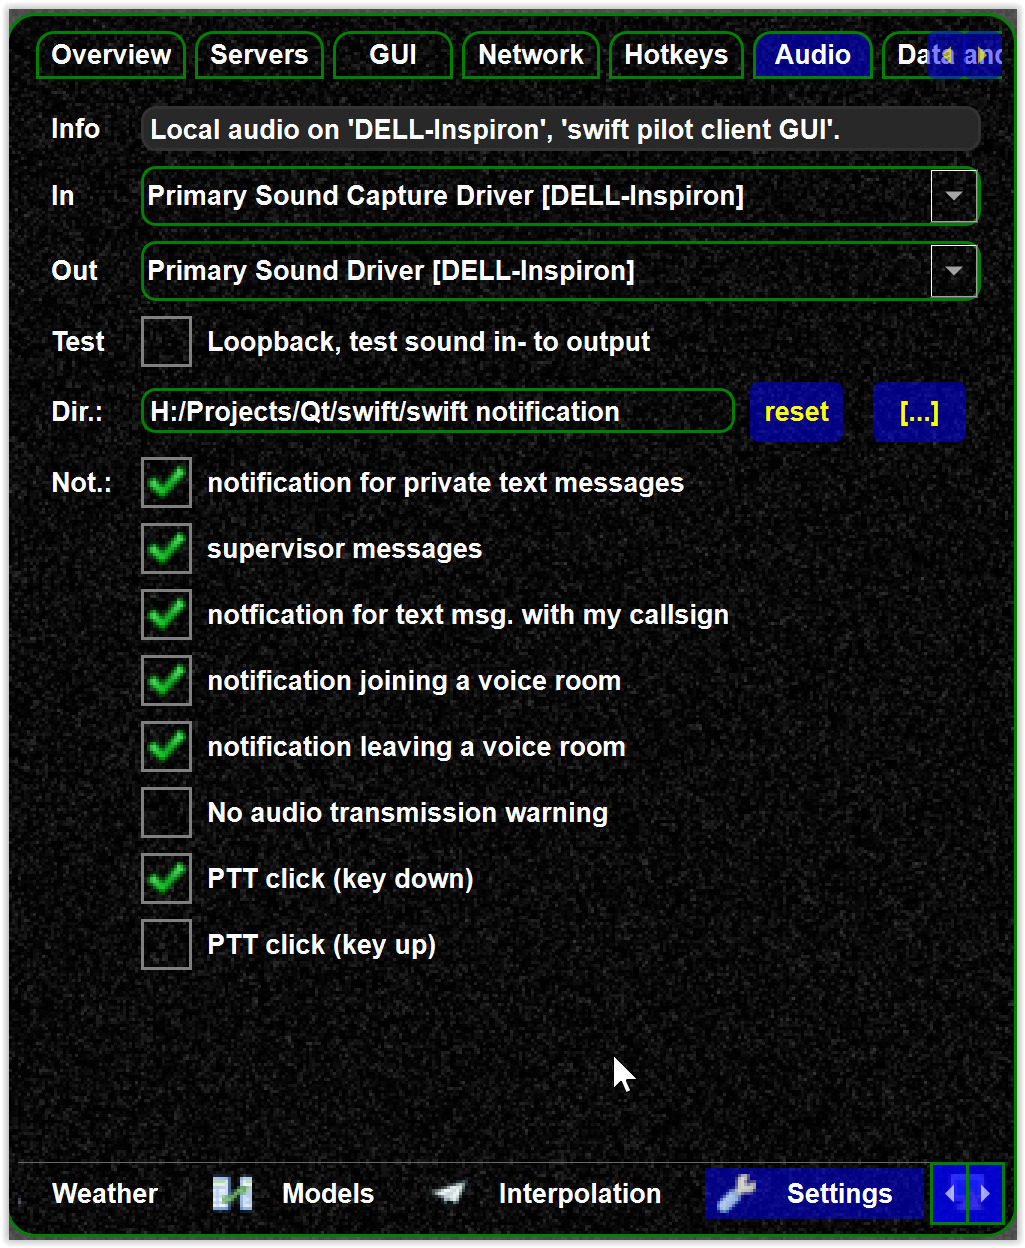 Overview Servers GUI Network Hotkeys Audio Data and
Info Local audio on 'DELL-Inspiron', 'swift pilot client GUI'.
In Primary Sound Capture Driver [DELL-Inspiron]
Out Primary Sound Driver [DELL-Inspiron]
Test Loopback, test sound in- to output
Dir.: H:/Projects/Qt/swift/swift notification reset [...]
Not.: notification for private text messages
supervisor messages
notfication for text msg. with my callsign
notification joining a voice room
notification leaving a voice room
No audio transmission warning
PTT click (key down)
PTT click (key up)
Weather Models Interpolation Settings